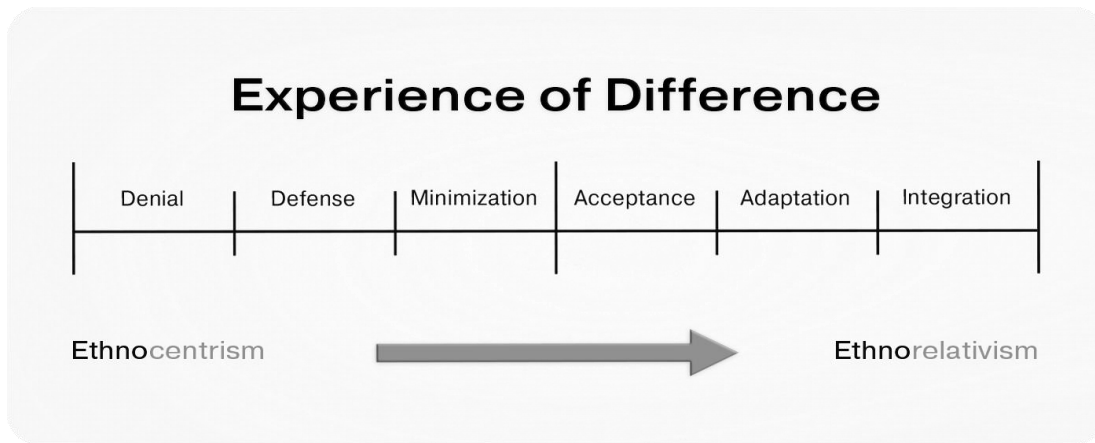 Experience of Difference
Denial Defense Minimization Acceptance Adaptation Integration
Ethnocentrism Ethnorelativism